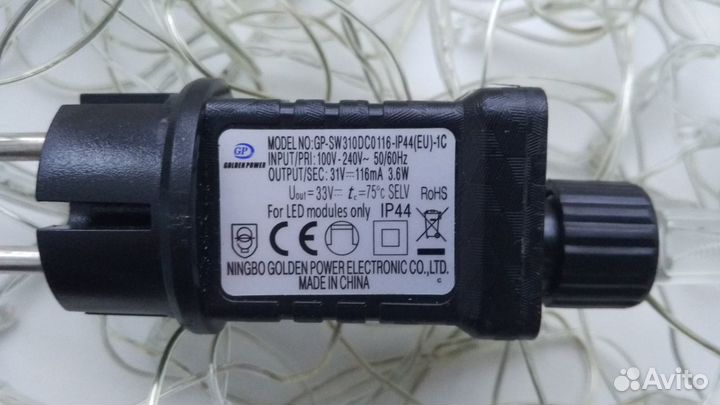 MODEL NO:GP-SW310DC0116-IP44(EU)-1C
INPUT/PRI: 100V-240V~ 50/60Hz
OUTPUT/SEC: 31V⎓116mA 3.6W
Uout=33V⎓ tc=75°C SELV
For LED modules only IP44
RoHS
GP
GOLDEN POWER
CE
NINGBO GOLDEN POWER ELECTRONIC CO.,LTD.
MADE IN CHINA
c
Avito